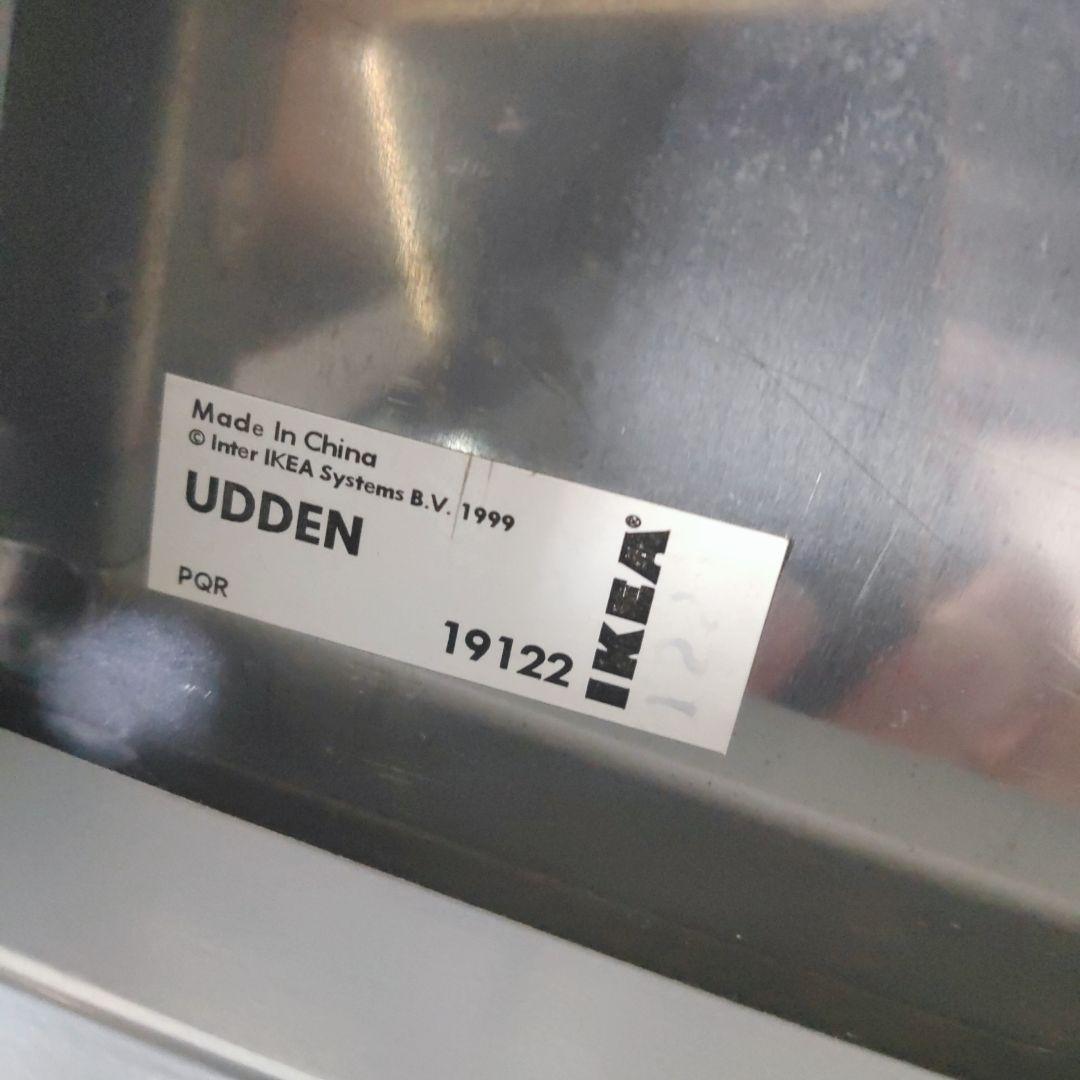 Made In China
© Inter IKEA Systems B.V. 1999
UDDEN
PQR
19122
IKEA®